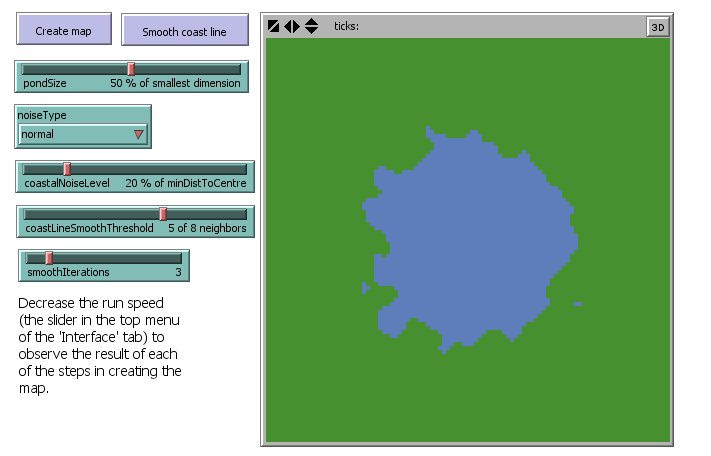 Create map
Smooth coast line
ticks:
3D
pondSize 50 % of smallest dimension
noiseType
normal
coastalNoiseLevel 20 % of minDistToCentre
coastLineSmoothThreshold 5 of 8 neighbors
smoothIterations 3
Decrease the run speed
(the slider in the top menu
of the 'Interface' tab) to
observe the result of each
of the steps in creating the
map.